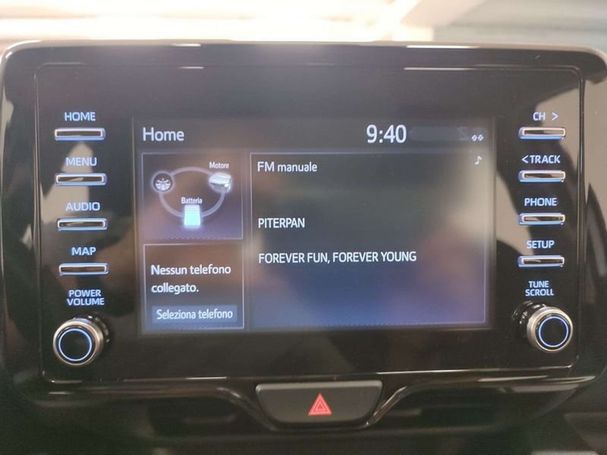 HOME
MENU
AUDIO
MAP
POWER
VOLUME
Home
9:40
Motore
Batteria
Nessun telefono
collegato.
Seleziona telefono
FM manuale
PITERPAN
FOREVER FUN, FOREVER YOUNG
CH >
< TRACK
PHONE
SETUP
TUNE
SCROLL